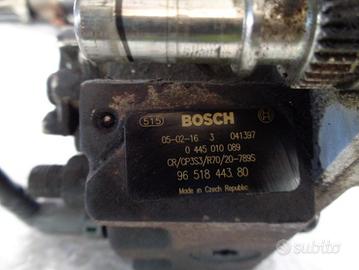 515 BOSCH
05-02-16 3 041397
0 445 010 089
CR/CP3S3/R70/20-789S
96 518 443 80
Made in Czech Republic
subito